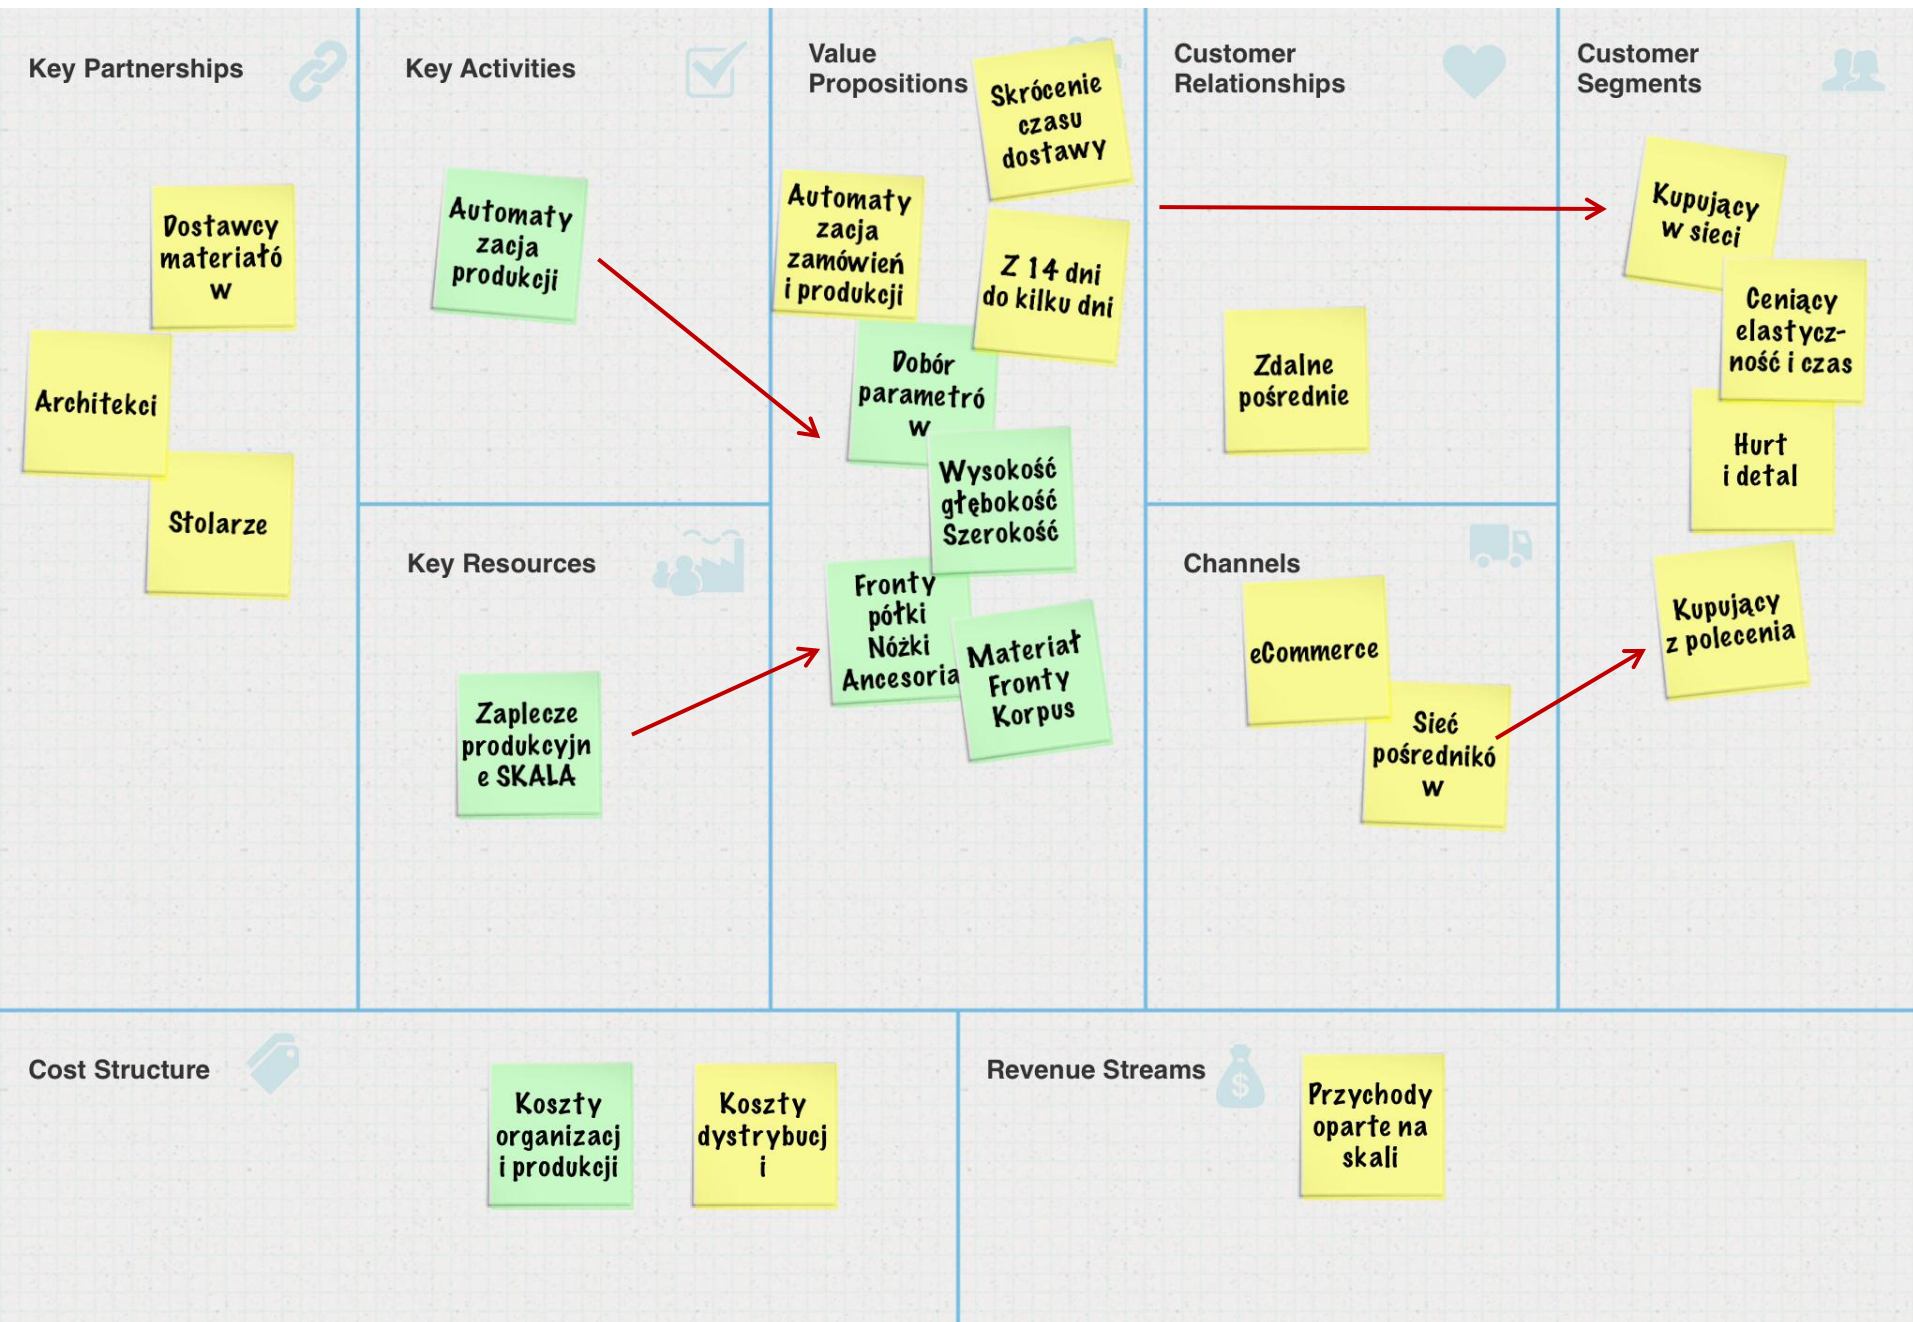 Key Partnerships
Dostawcy
materiałó
w
Architekci
Stolarze
Key Activities
Automaty
zacja
produkcji
Key Resources
Zaplecze
produkcyjn
e SKALA
Value
Propositions
Skrócenie
czasu
dostawy
Automaty
zacja
zamówień
i produkcji
Z 14 dni
do kilku dni
Dobór
parametró
w
Wysokość
głębokość
Szerokość
Fronty
półki
Nóżki
Ancesoria
Materiał
Fronty
Korpus
Customer
Relationships
Zdalne
pośrednie
Channels
eCommerce
Sieć
pośrednikó
w
Customer
Segments
Kupujący
w sieci
Ceniący
elastycz-
ność i czas
Hurt
i detal
Kupujący
z polecenia
Cost Structure
Koszty
organizacj
i produkcji
Koszty
dystrybucj
i
Revenue Streams
$
Przychody
oparte na
skali